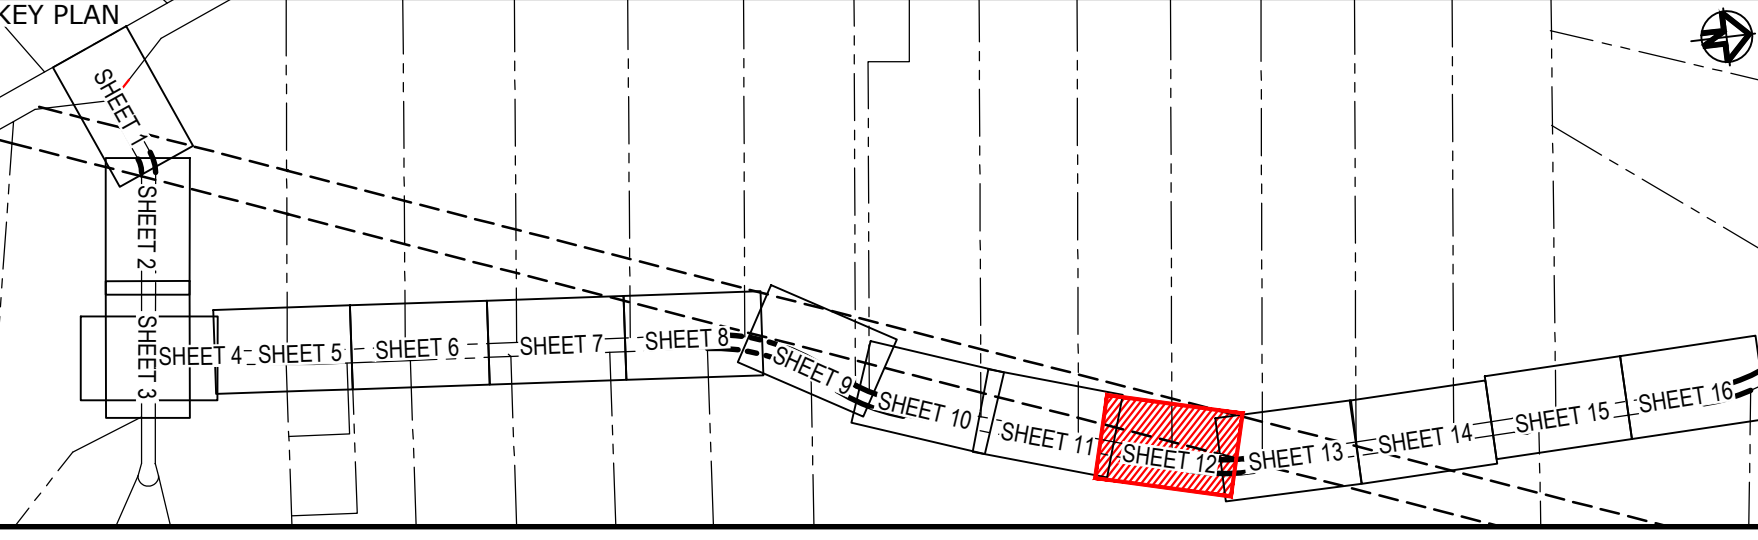 KEY PLAN
N
SHEET 1
SHEET 2
SHEET 3
SHEET 4
SHEET 5
SHEET 6
SHEET 7
SHEET 8
SHEET 9
SHEET 10
SHEET 11
SHEET 12
SHEET 13
SHEET 14
SHEET 15
SHEET 16